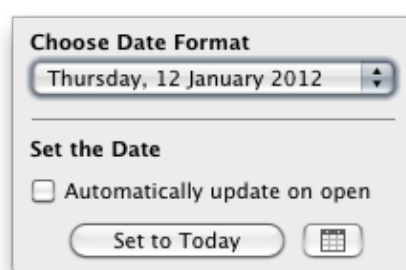 Choose Date Format
Thursday, 12 January 2012
Set the Date
Automatically update on open
Set to Today